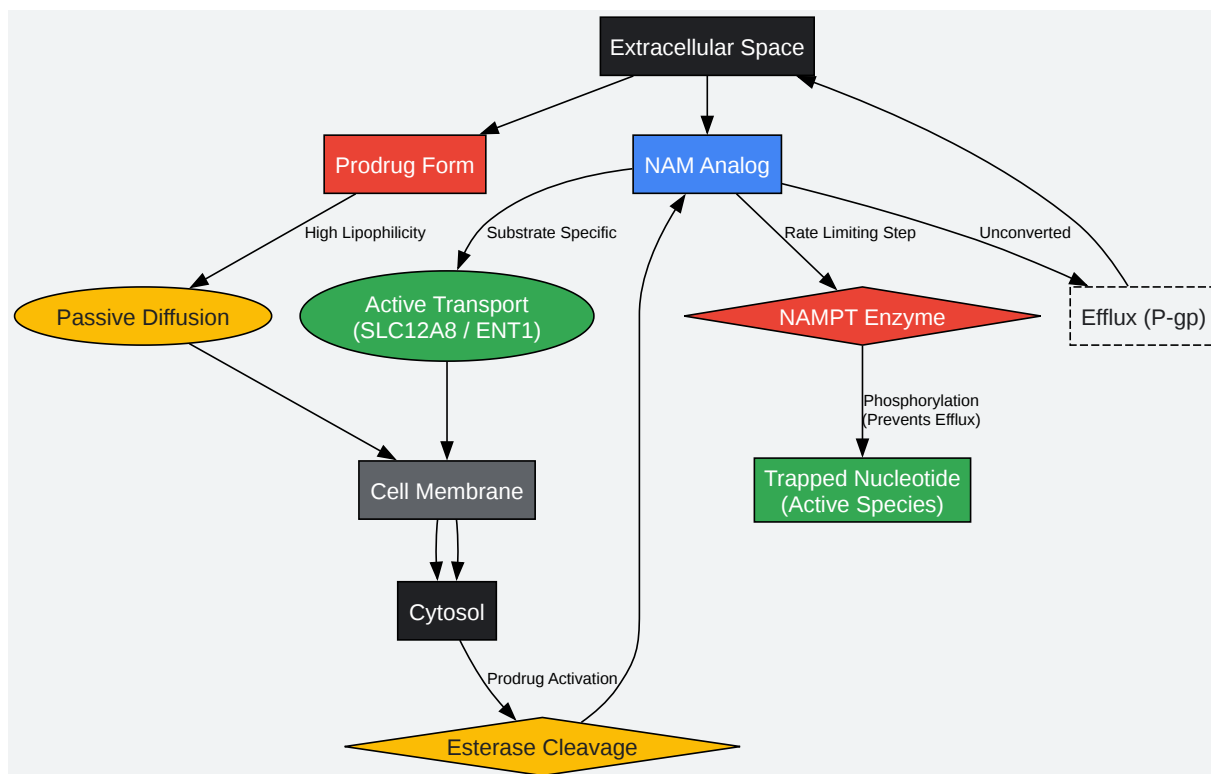 Extracellular Space
Prodrug Form
NAM Analog
High Lipophilicity
Substrate Specific
Rate Limiting Step
Unconverted
Passive Diffusion
Active Transport
(SLC12A8 / ENT1)
NAMPT Enzyme
Efflux (P-gp)
Phosphorylation
(Prevents Efflux)
Cell Membrane
Trapped Nucleotide
(Active Species)
Cytosol
Prodrug Activation
Esterase Cleavage